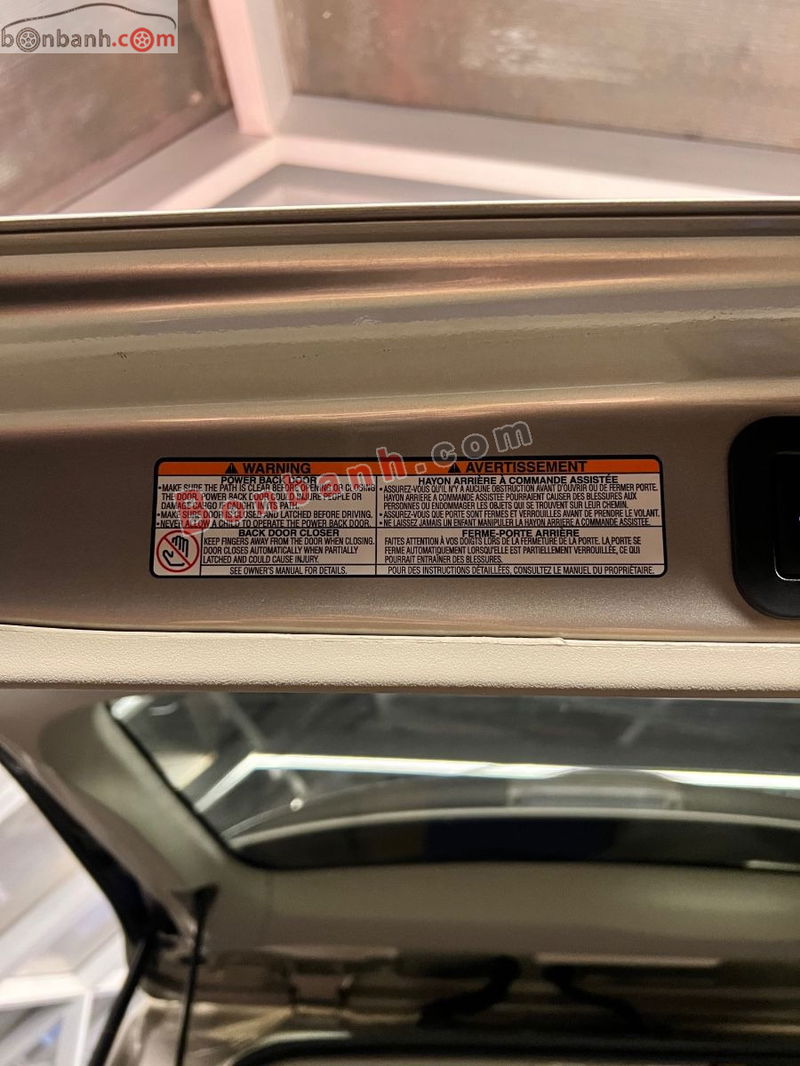 bonbanh.com
Bonbanh.com
WARNING
POWER BACK DOOR
• MAKE SURE THE PATH IS CLEAR BEFORE OPENING OR CLOSING
THE DOOR. POWER BACK DOOR COULD INJURE PEOPLE OR
DAMAGE CARGO IF CAUGHT IN ITS PATH.
• MAKE SURE DOOR IS CLOSED AND LATCHED BEFORE DRIVING.
• NEVER ALLOW A CHILD TO OPERATE THE POWER BACK DOOR.
BACK DOOR CLOSER
KEEP FINGERS AWAY FROM THE DOOR WHEN CLOSING.
DOOR CLOSES AUTOMATICALLY WHEN PARTIALLY
LATCHED AND COULD CAUSE INJURY.
SEE OWNER'S MANUAL FOR DETAILS.
AVERTISSEMENT
HAYON ARRIÈRE À COMMANDE ASSISTÉE
• ASSUREZ-VOUS QU'IL N'Y A AUCUNE OBSTRUCTION AVANT D'OUVRIR OU DE FERMER PORTE.
HAYON ARRIÈRE À COMMANDE ASSISTÉE POURRAIENT CAUSER DES BLESSURES AUX
PERSONNES OU ENDOMMAGER LES OBJETS QUI SE TROUVENT SUR LEUR CHEMIN.
• ASSUREZ-VOUS QUE PORTE SONT FERMÉS ET VERROUILLÉS AVANT DE PRENDRE LE VOLANT.
• NE LAISSEZ JAMAIS UN ENFANT MANIPULER LA HAYON ARRIÈRE À COMMANDE ASSISTÉE.
FERME-PORTE ARRIÈRE
FAITES ATTENTION À VOS DOIGTS LORS DE LA FERMETURE DE LA PORTE. LA PORTE SE
FERME AUTOMATIQUEMENT LORSQU'ELLE EST PARTIELLEMENT VERROUILLÉE, CE QUI
POURRAIT ENTRAÎNER DES BLESSURES.
POUR DES INSTRUCTIONS DÉTAILLÉES, CONSULTEZ LE MANUEL DU PROPRIÉTAIRE.